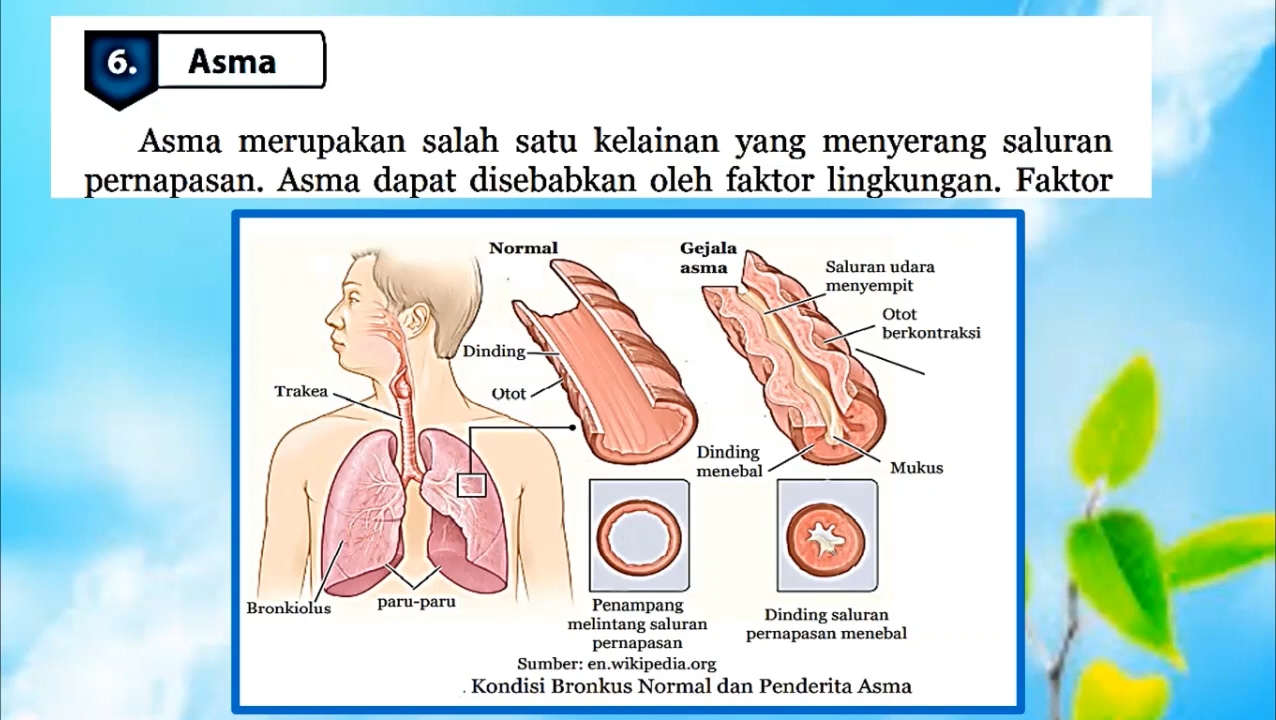 6. Asma
Asma merupakan salah satu kelainan yang menyerang saluran
pernapasan. Asma dapat disebabkan oleh faktor lingkungan. Faktor
Normal
Gejala
asma
Saluran udara
menyempit
Otot
berkontraksi
Dinding
Otot
Trakea
Dinding
menebal
Mukus
Bronkiolus
paru-paru
Penampang
melintang saluran
pernapasan
Dinding saluran
pernapasan menebal
Sumber: en.wikipedia.org
. Kondisi Bronkus Normal dan Penderita Asma